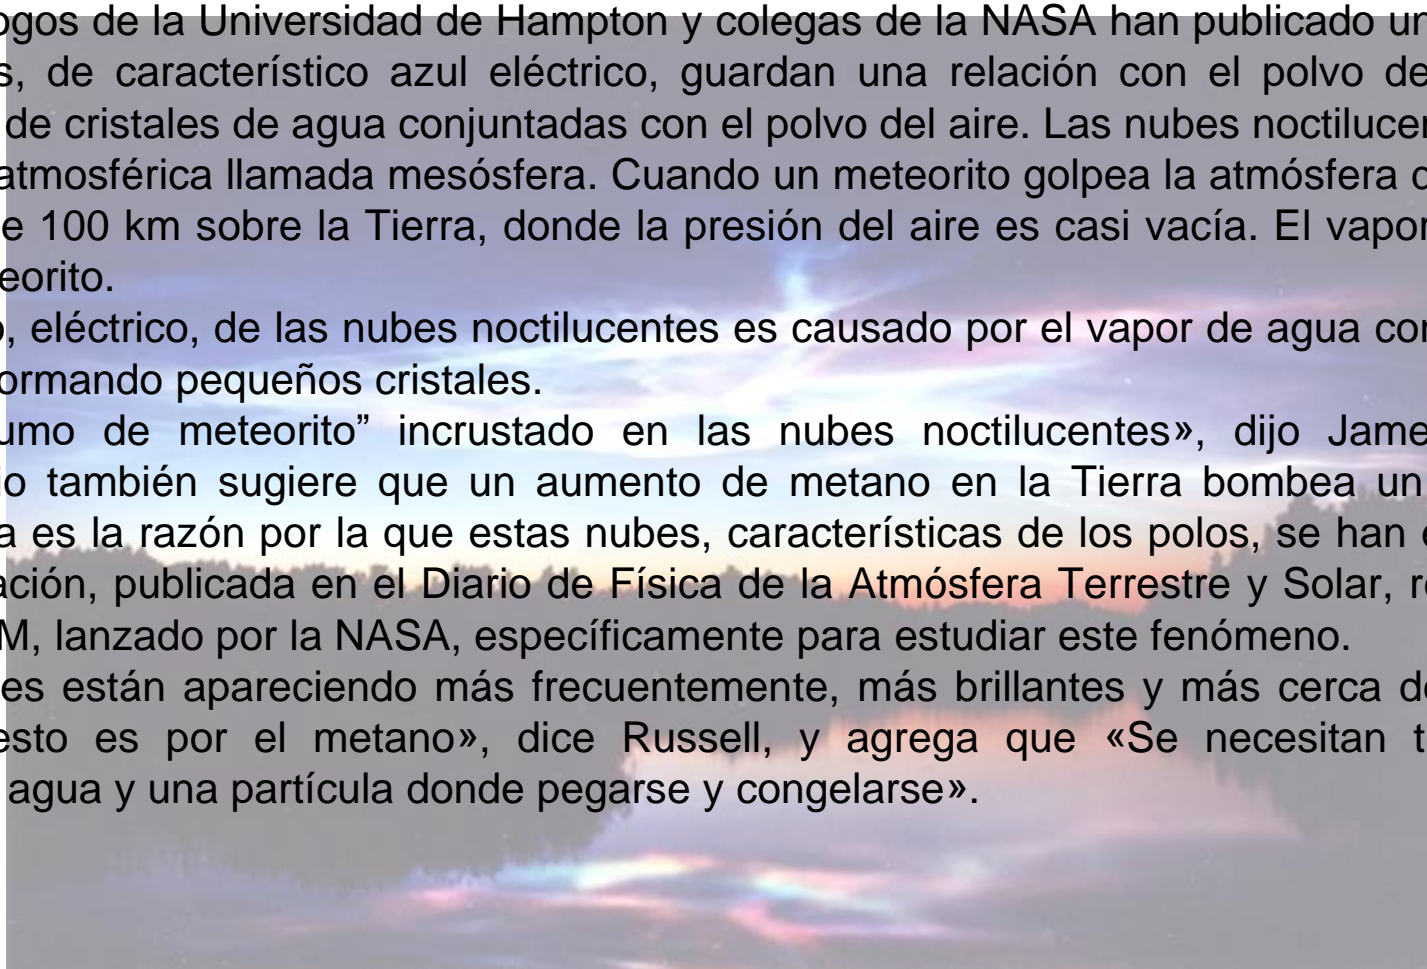 ogos de la Universidad de Hampton y colegas de la NASA han publicado un
s, de característico azul eléctrico, guardan una relación con el polvo de
de cristales de agua conjuntadas con el polvo del aire. Las nubes noctilucen
atmosférica llamada mesósfera. Cuando un meteorito golpea la atmósfera
e 100 km sobre la Tierra, donde la presión del aire es casi vacía. El vapor
eorito.
, eléctrico, de las nubes noctilucentes es causado por el vapor de agua con
ormando pequeños cristales.
umo de meteorito” incrustado en las nubes noctilucentes», dijo Jame
io también sugiere que un aumento de metano en la Tierra bombea un
a es la razón por la que estas nubes, características de los polos, se han
ación, publicada en el Diario de Física de la Atmósfera Terrestre y Solar, re
M, lanzado por la NASA, específicamente para estudiar este fenómeno.
es están apareciendo más frecuentemente, más brillantes y más cerca de
esto es por el metano», dice Russell, y agrega que «Se necesitan t
agua y una partícula donde pegarse y congelarse».